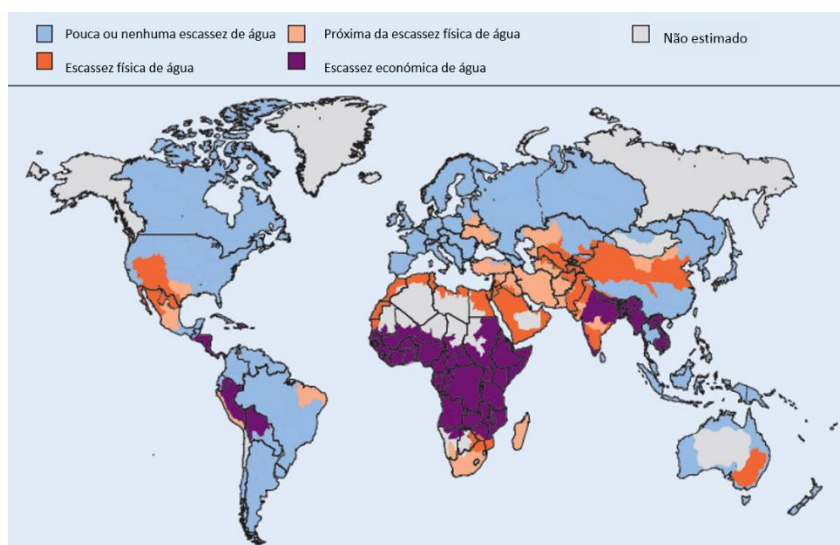 Pouca ou nenhuma escassez de água
Próxima da escassez física de água
Não estimado
Escassez física de água
Escassez económica de água